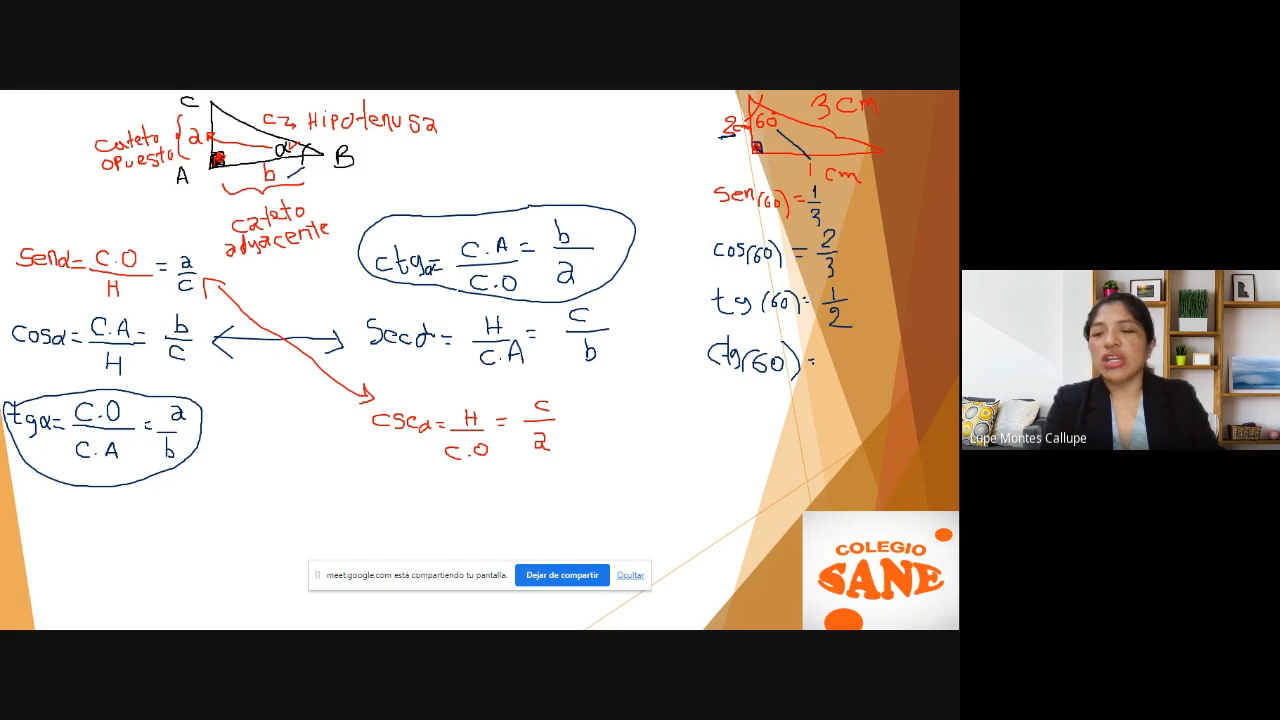 C
c → Hipotenusa
Cateto
opuesto
a
α
B
A
b
cateto
adyacente
senα = C.O / H = a / c
cosα = C.A / H = b / c
tgα = C.O / C.A = a / b
ctgα = C.A / C.O = b / a
secα = H / C.A = c / b
cscα = H / C.O = c / a
3 cm
2cm
60°
1 cm
sen(60) = 1/3
cos(60) = 2/3
tg(60) = 1/2
ctg(60) =
Lupe Montes Callupe
COLEGIO
SANE
meet.google.com está compartiendo tu pantalla.
Dejar de compartir
Ocultar